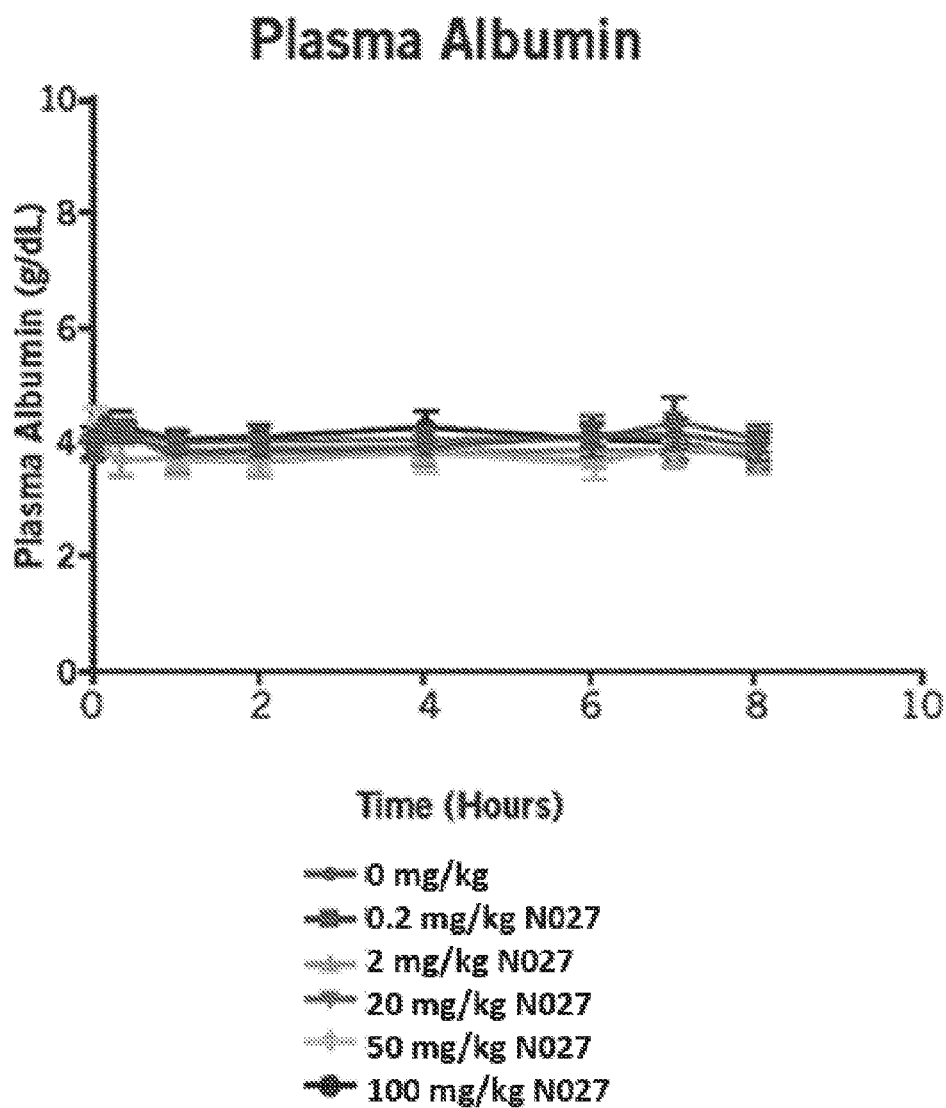 Plasma Albumin
Plasma Albumin (g/dL)
10
8
6
4
2
0
0 2 4 6 8 10
Time (Hours)
0 mg/kg
0.2 mg/kg N027
2 mg/kg N027
20 mg/kg N027
50 mg/kg N027
100 mg/kg N027